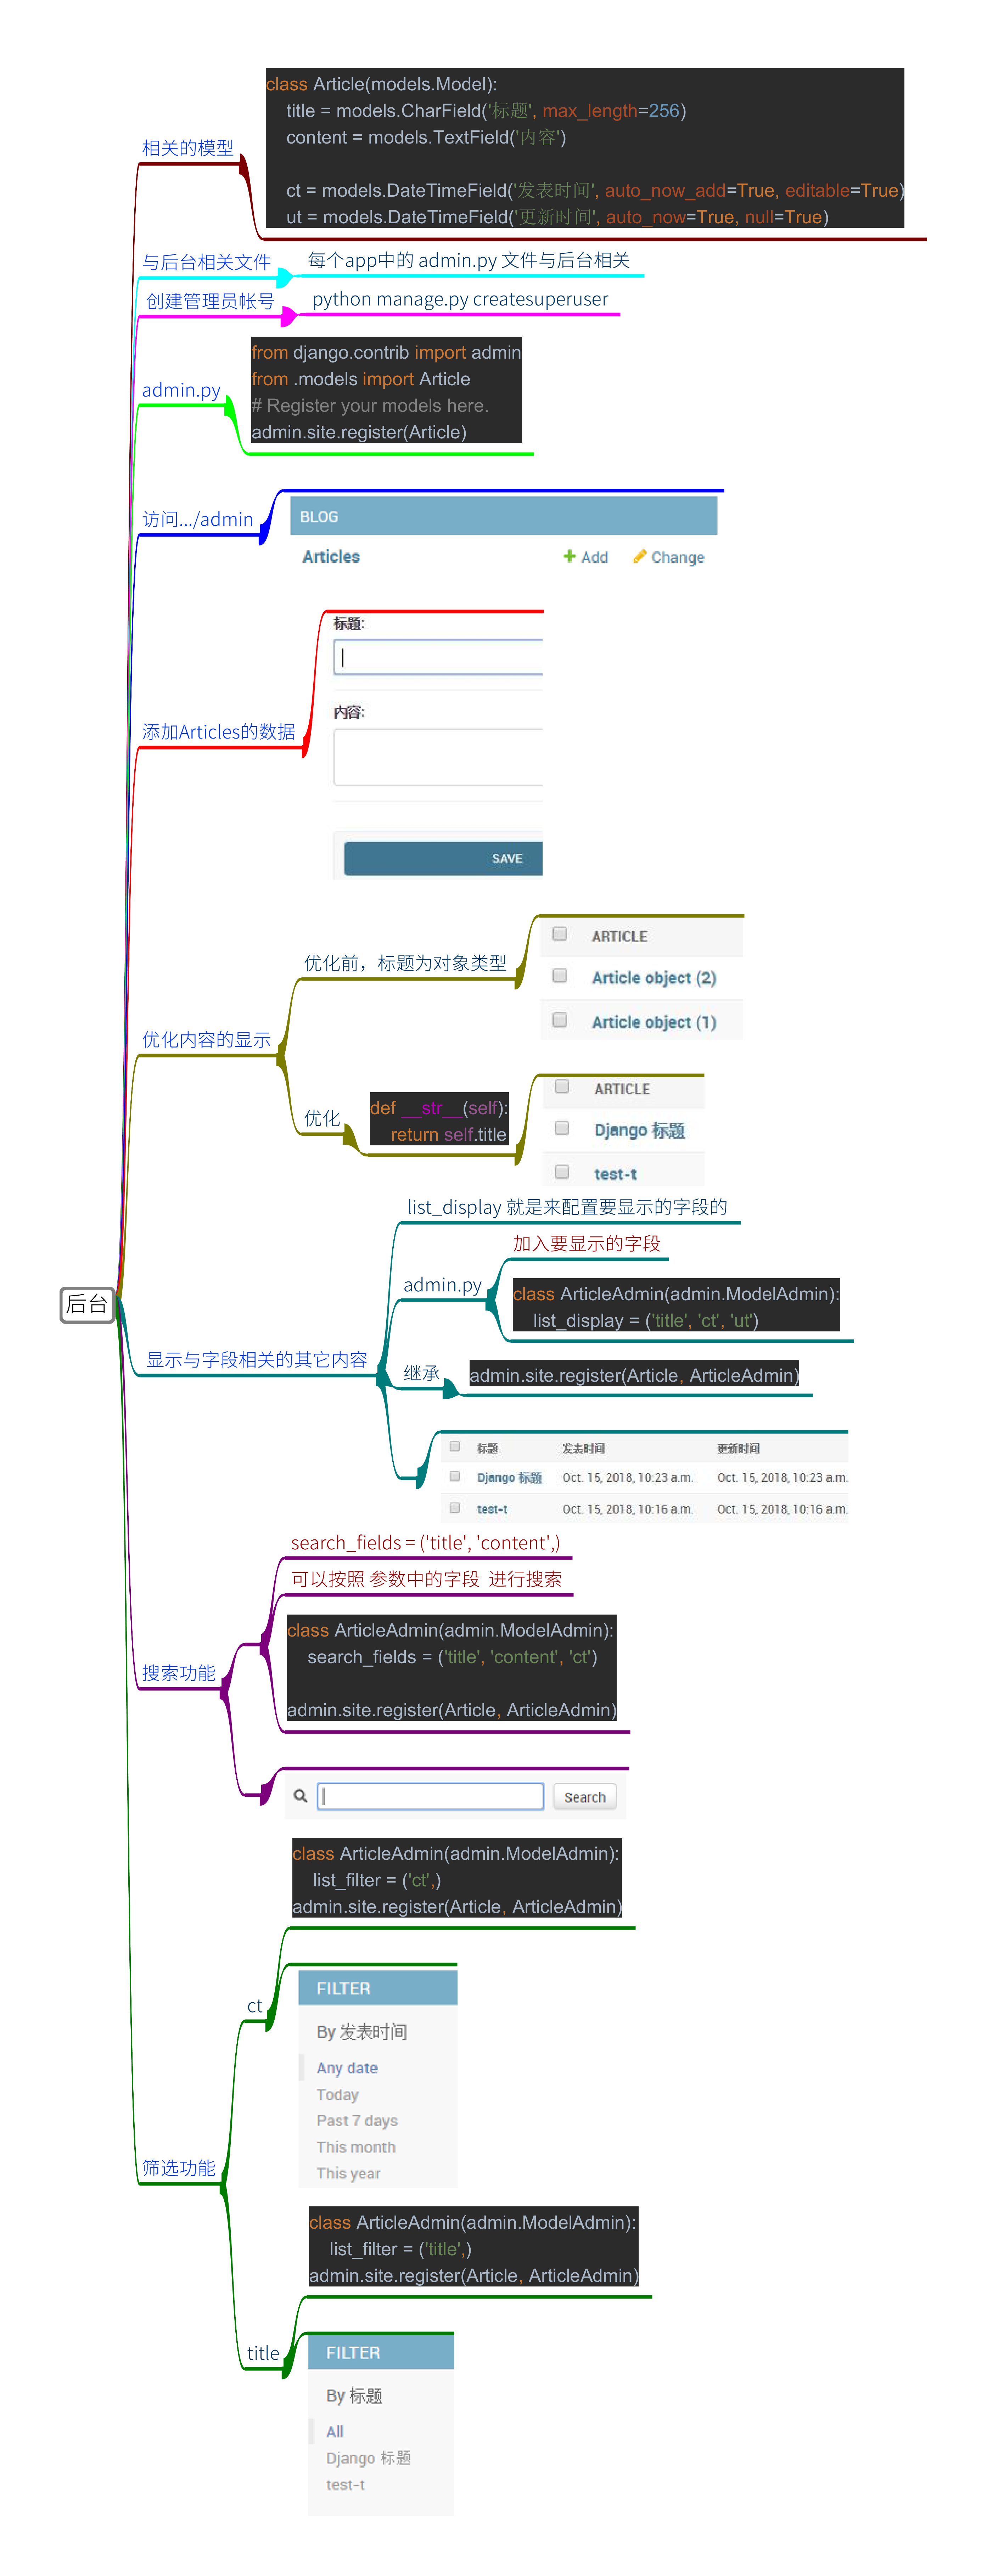 后台
相关的模型
class Article(models.Model):
title = models.CharField('标题', max_length=256)
content = models.TextField('内容')
ct = models.DateTimeField('发表时间', auto_now_add=True, editable=True)
ut = models.DateTimeField('更新时间', auto_now=True, null=True)
与后台相关文件
每个app中的 admin.py 文件与后台相关
创建管理员帐号
python manage.py createsuperuser
admin.py
from django.contrib import admin
from .models import Article
# Register your models here.
admin.site.register(Article)
访问.../admin
BLOG
Articles
Add
Change
添加Articles的数据
标题:
内容:
SAVE
优化内容的显示
优化前，标题为对象类型
ARTICLE
Article object (2)
Article object (1)
优化
def __str__(self):
return self.title
ARTICLE
Django 标题
test-t
显示与字段相关的其它内容
list_display 就是来配置要显示的字段的
admin.py
加入要显示的字段
class ArticleAdmin(admin.ModelAdmin):
list_display = ('title', 'ct', 'ut')
继承
admin.site.register(Article, ArticleAdmin)
标题 发表时间 更新时间
Django 标题 Oct. 15, 2018, 10:23 a.m. Oct. 15, 2018, 10:23 a.m.
test-t Oct. 15, 2018, 10:16 a.m. Oct. 15, 2018, 10:16 a.m.
搜索功能
search_fields = ('title', 'content',)
可以按照 参数中的字段 进行搜索
class ArticleAdmin(admin.ModelAdmin):
search_fields = ('title', 'content', 'ct')
admin.site.register(Article, ArticleAdmin)
Search
筛选功能
ct
class ArticleAdmin(admin.ModelAdmin):
list_filter = ('ct',)
admin.site.register(Article, ArticleAdmin)
FILTER
By 发表时间
Any date
Today
Past 7 days
This month
This year
title
class ArticleAdmin(admin.ModelAdmin):
list_filter = ('title',)
admin.site.register(Article, ArticleAdmin)
FILTER
By 标题
All
Django 标题
test-t